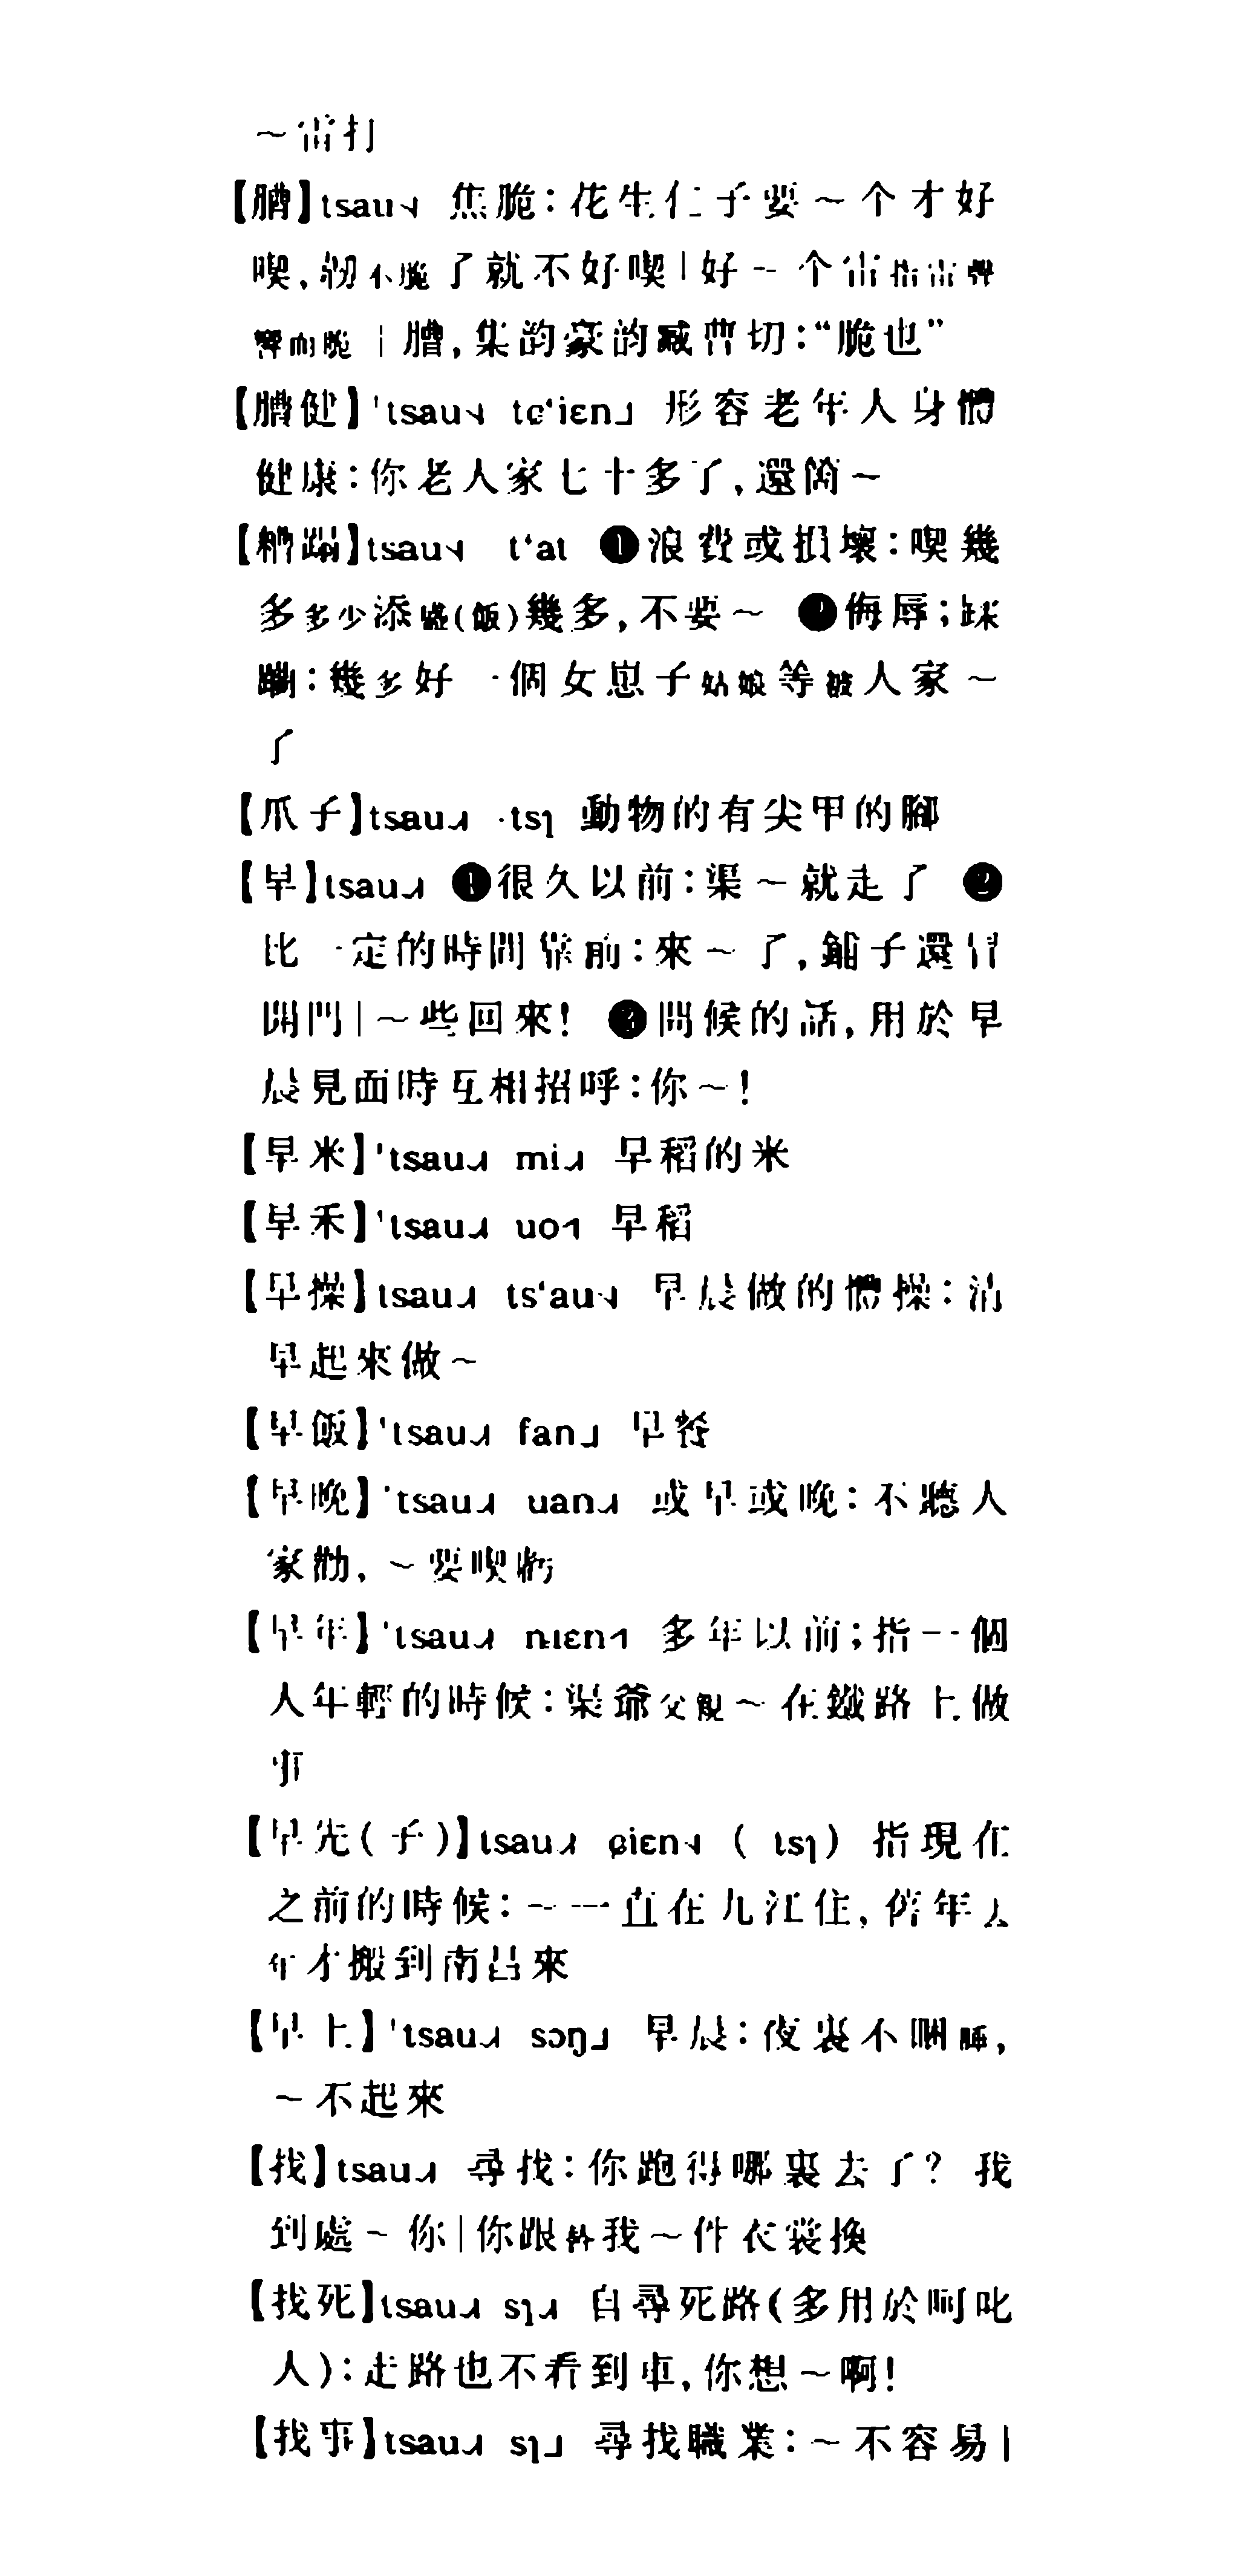 ～雷打
【膅】tsau˧ 焦脆：花生仁子要～个才好
喫，韌不脆了就不好喫｜好～个雷指雷聲
響而脆｜膅，集韵豪韵臧曹切：“脆也”
【膅健】ˈtsau˧ tɕ‘iɛn˩ 形容老年人身體
健康：你老人家七十多了，還箇～
【糟蹋】tsau˧ t‘at ❶浪費或損壞：喫幾
多多少添盛(飯)幾多，不要～ ❷侮辱；踩
蹋：幾多好一個女崽子姑娘等被人家～
了
【爪子】tsau˩ ·tsɿ 動物的有尖甲的腳
【早】tsau˩ ❶很久以前：渠～就走了 ❷
比一定的時間靠前：來～了，鋪子還冒
開門｜～些回來！ ❸問候的話，用於早
晨見面時互相招呼：你～！
【早米】ˈtsau˩ mi˩ 早稻的米
【早禾】ˈtsau˩ uo˥ 早稻
【早操】tsau˩ ts‘au˧ 早晨做的體操：清
早起來做～
【早飯】ˈtsau˩ fan˩ 早餐
【早晚】ˈtsau˩ uan˩ 或早或晚：不聽人
家勸，～要喫虧
【早年】ˈtsau˩ n̠iɛn˥ 多年以前；指一個
人年輕的時候：渠爺父親～在鐵路上做
事
【早先(子)】tsau˩ ɕiɛn˧ ( tsɿ) 指現在
之前的時候：～一直在九江住，舊年去
年才搬到南昌來
【早上】ˈtsau˩ sɔŋ˩ 早晨：夜裏不睏睡，
～不起來
【找】tsau˩ 尋找：你跑得哪裏去了？ 我
到處～你｜你跟替我～件衣裳換
【找死】tsau˩ sɿ˩ 自尋死路(多用於呵叱
人)：走路也不看到車，你想～啊！
【找事】tsau˩ sɿ˩ 尋找職業：～不容易｜